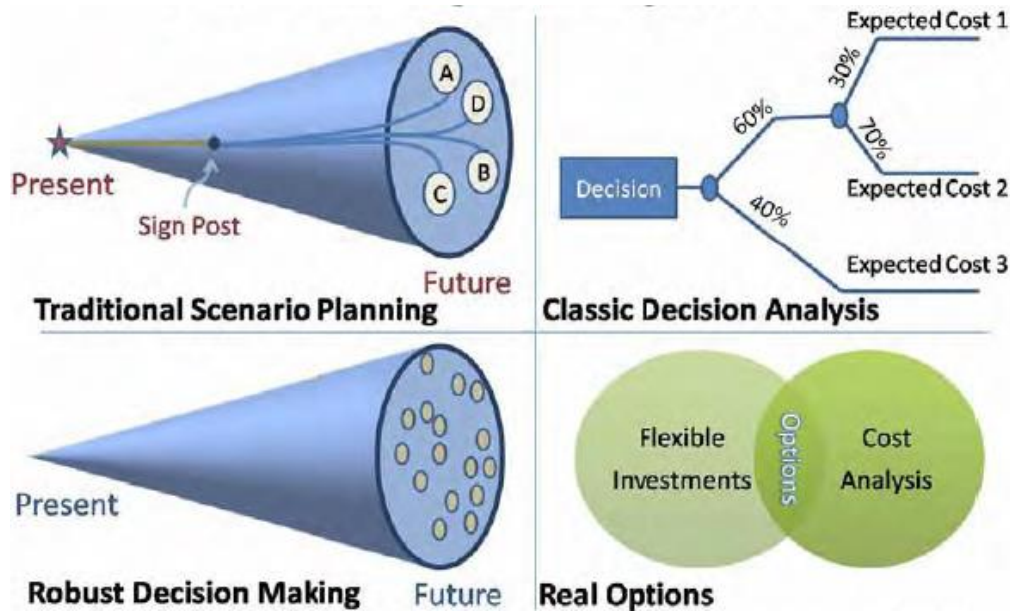 A
D
B
C
Present
Sign Post
Future
Traditional Scenario Planning
Expected Cost 1
30%
60%
70%
Decision
Expected Cost 2
40%
Expected Cost 3
Classic Decision Analysis
Present
Robust Decision Making
Future
Flexible
Investments
Options
Cost
Analysis
Real Options